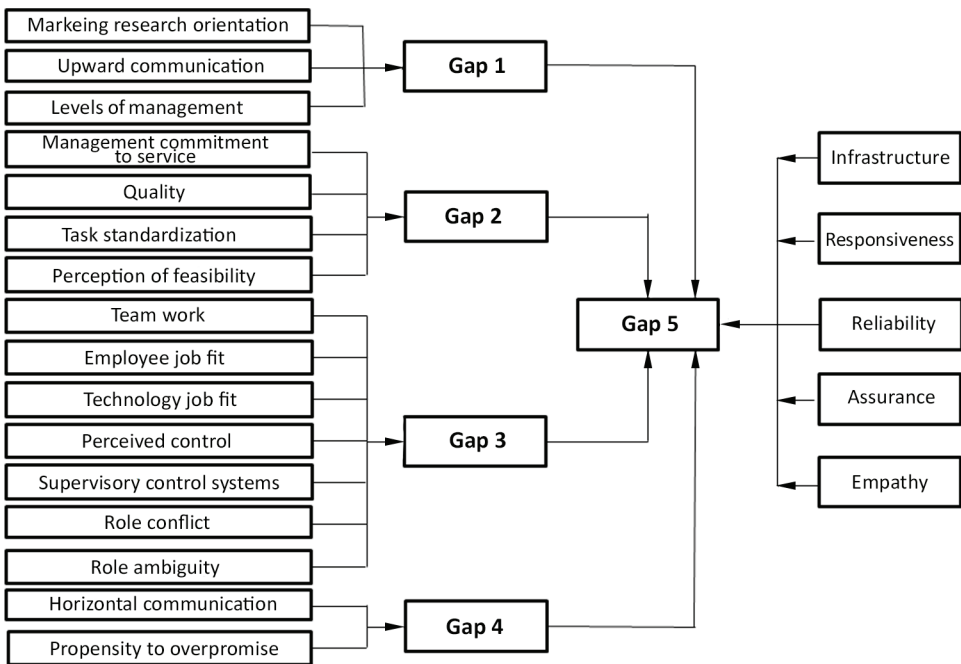 Markeing research orientation
Upward communication
Levels of management
Management commitment
to service
Quality
Task standardization
Perception of feasibility
Team work
Employee job fit
Technology job fit
Perceived control
Supervisory control systems
Role conflict
Role ambiguity
Horizontal communication
Propensity to overpromise
Gap 1
Gap 2
Gap 3
Gap 4
Gap 5
Infrastructure
Responsiveness
Reliability
Assurance
Empathy